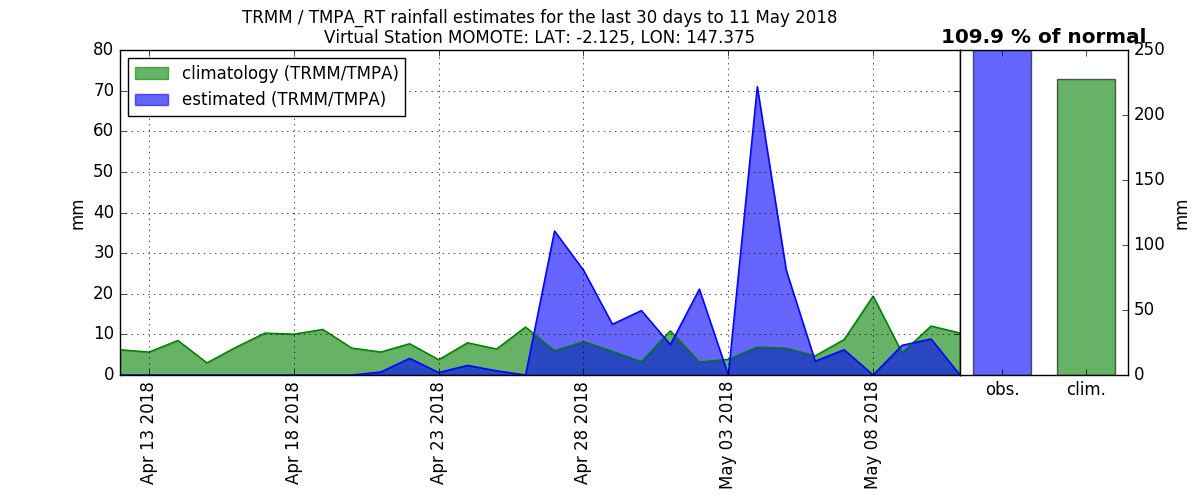 TRMM / TMPA_RT rainfall estimates for the last 30 days to 11 May 2018
Virtual Station MOMOTE: LAT: -2.125, LON: 147.375
109.9 % of normal
climatology (TRMM/TMPA)
estimated (TRMM/TMPA)
mm
80
70
60
50
40
30
20
10
0
Apr 13 2018
Apr 18 2018
Apr 23 2018
Apr 28 2018
May 03 2018
May 08 2018
250
200
150
100
50
0
mm
obs.
clim.